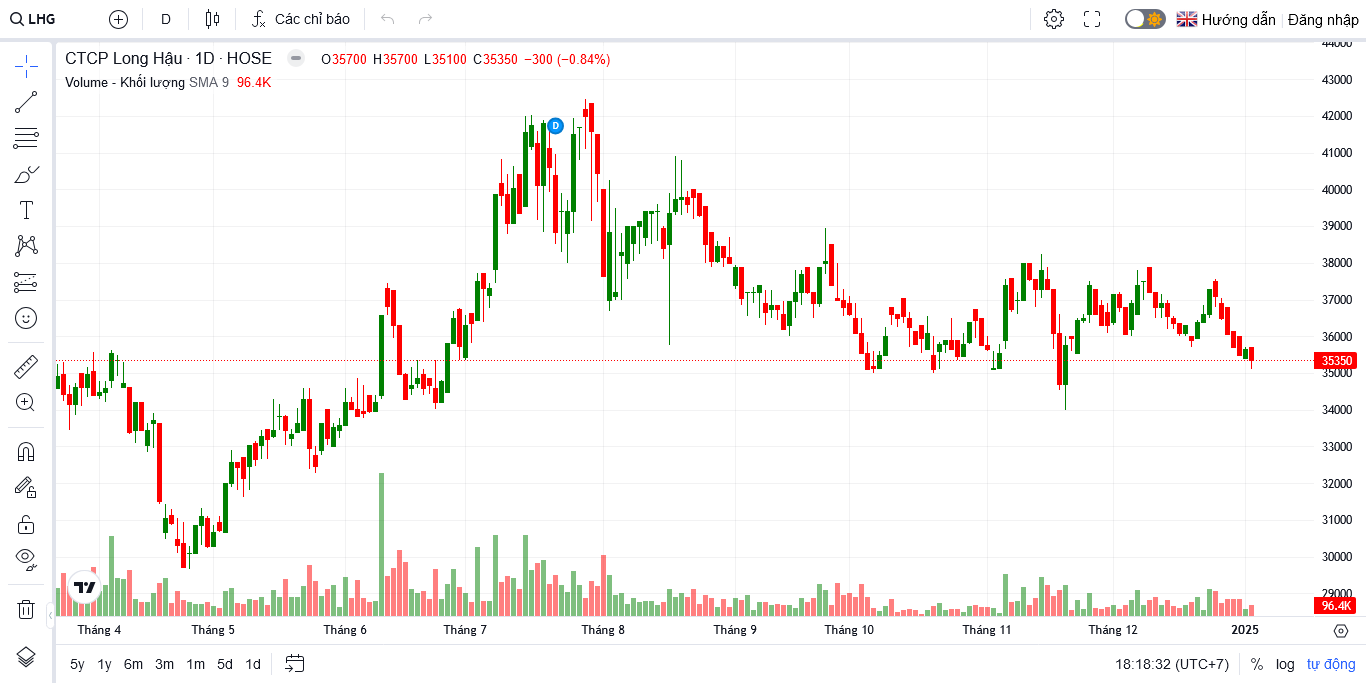 LHG D Các chỉ báo Hướng dẫn Đăng nhập
CTCP Long Hậu · 1D · HOSE O35700 H35700 L35100 C35350 −300 (−0.84%)
Volume - Khối lượng SMA 9 96.4K
D
44000
43000
42000
41000
40000
39000
38000
37000
36000
35350
35000
34000
33000
32000
31000
30000
29000
96.4K
Tháng 4 Tháng 5 Tháng 6 Tháng 7 Tháng 8 Tháng 9 Tháng 10 Tháng 11 Tháng 12 2025
5y 1y 6m 3m 1m 5d 1d 18:18:32 (UTC+7) % log tự động